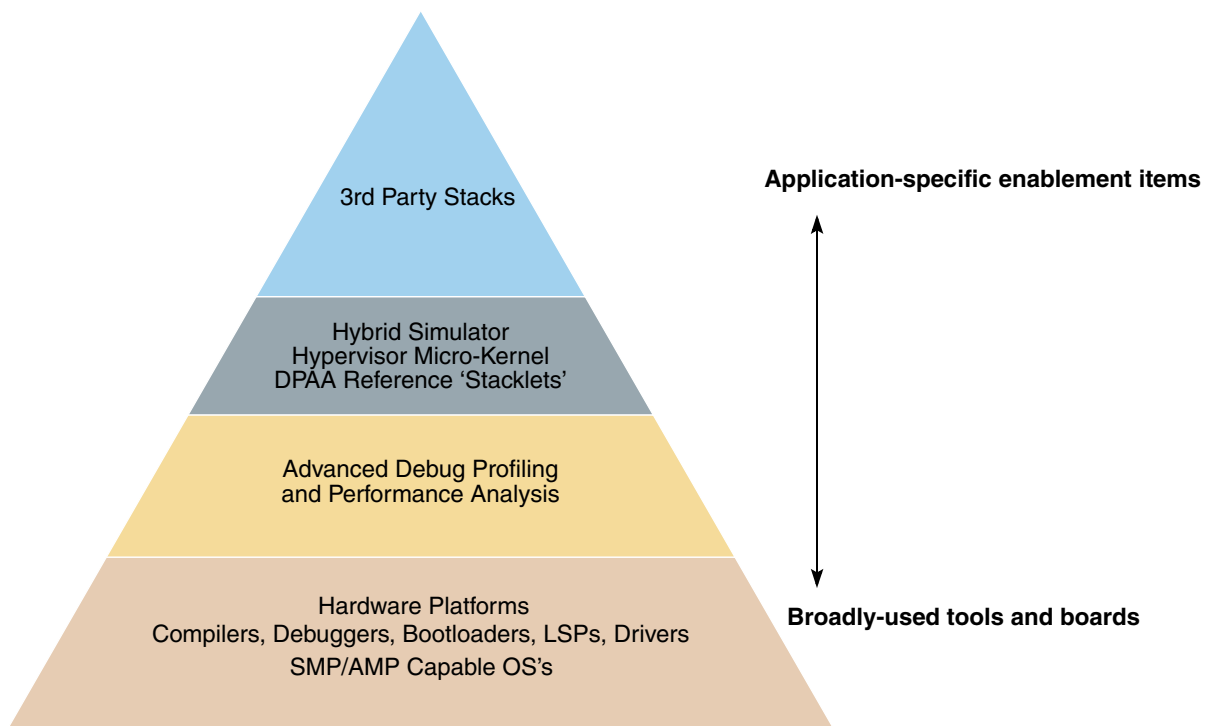 3rd Party Stacks
Application-specific enablement items
Hybrid Simulator
Hypervisor Micro-Kernel
DPAA Reference ‘Stacklets’
Advanced Debug Profiling
and Performance Analysis
Hardware Platforms
Compilers, Debuggers, Bootloaders, LSPs, Drivers
SMP/AMP Capable OS’s
Broadly-used tools and boards